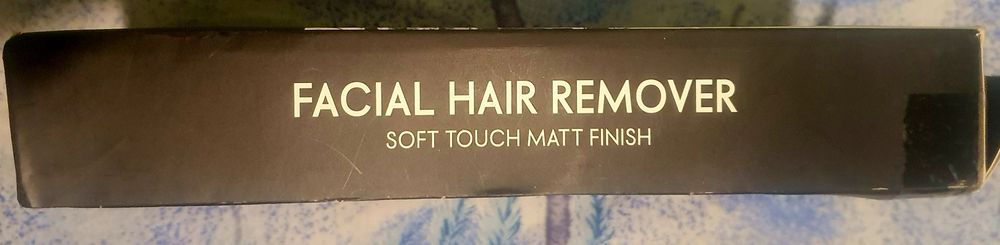 FACIAL HAIR REMOVER
SOFT TOUCH MATT FINISH